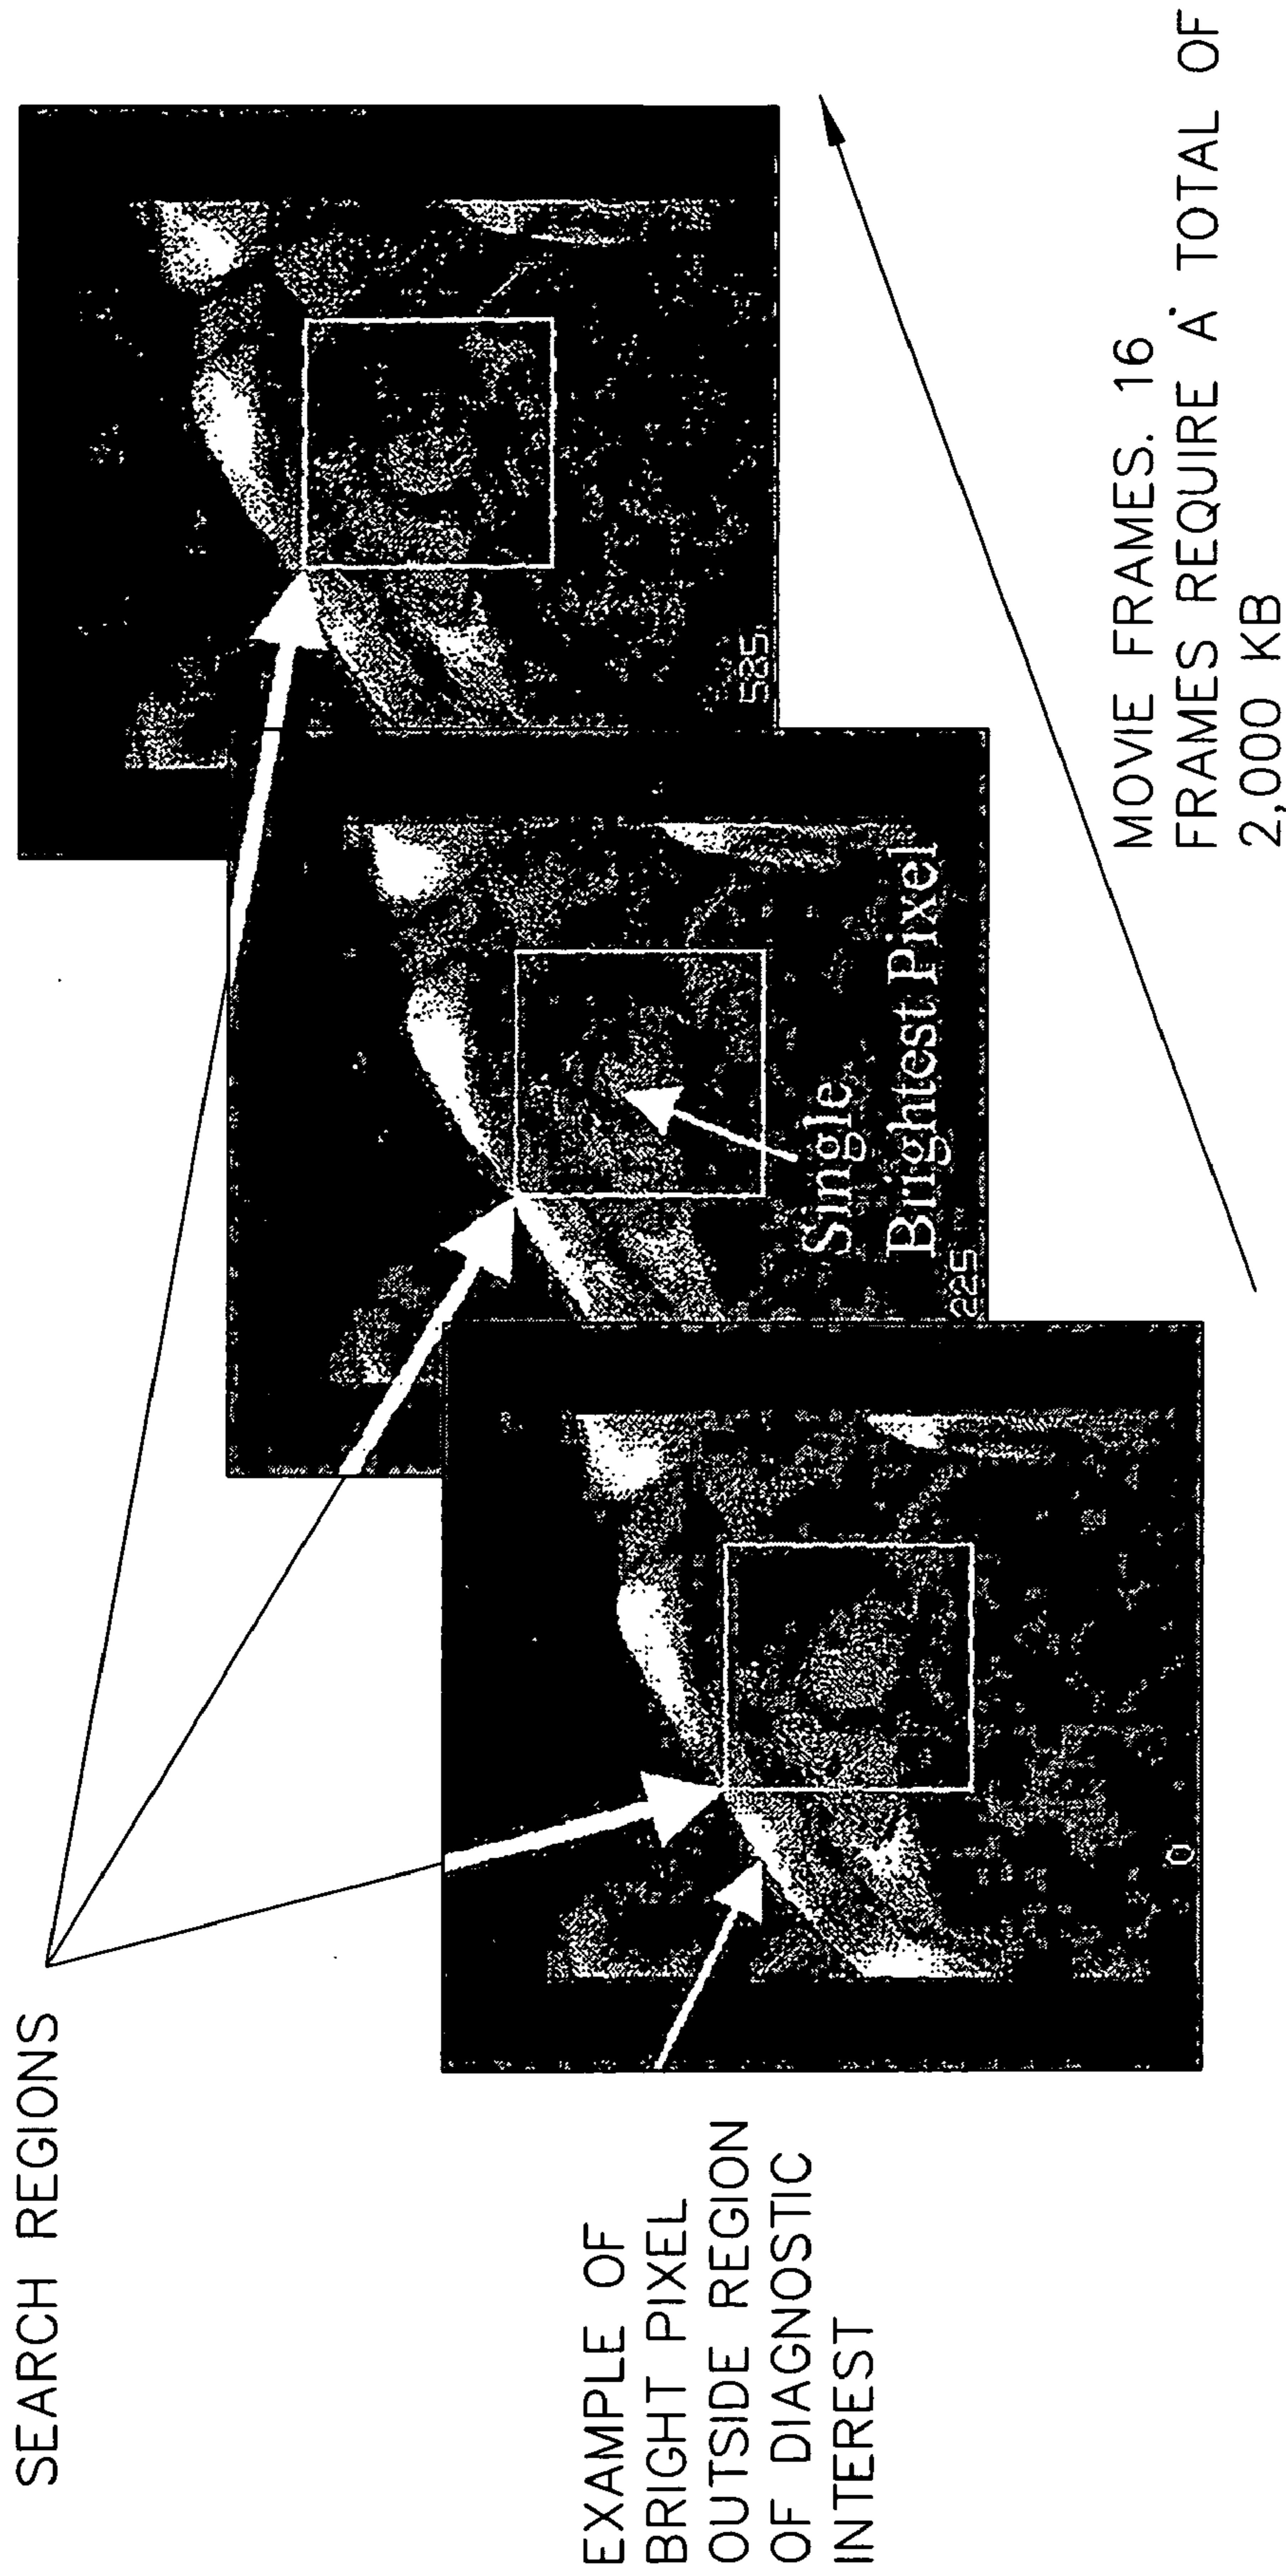 SEARCH REGIONS
EXAMPLE OF
BRIGHT PIXEL
OUTSIDE REGION
OF DIAGNOSTIC
INTEREST
0
225
Single
Brightest Pixel
525
MOVIE FRAMES. 16
FRAMES REQUIRE A TOTAL OF
2,000 KB